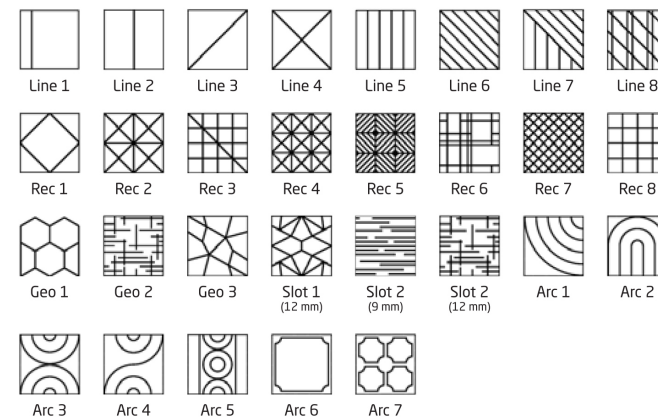 Line 1 Line 2 Line 3 Line 4 Line 5 Line 6 Line 7 Line 8
Rec 1 Rec 2 Rec 3 Rec 4 Rec 5 Rec 6 Rec 7 Rec 8
Geo 1 Geo 2 Geo 3 Slot 1 Slot 2 Slot 2 Arc 1 Arc 2
(12 mm) (9 mm) (12 mm)
Arc 3 Arc 4 Arc 5 Arc 6 Arc 7